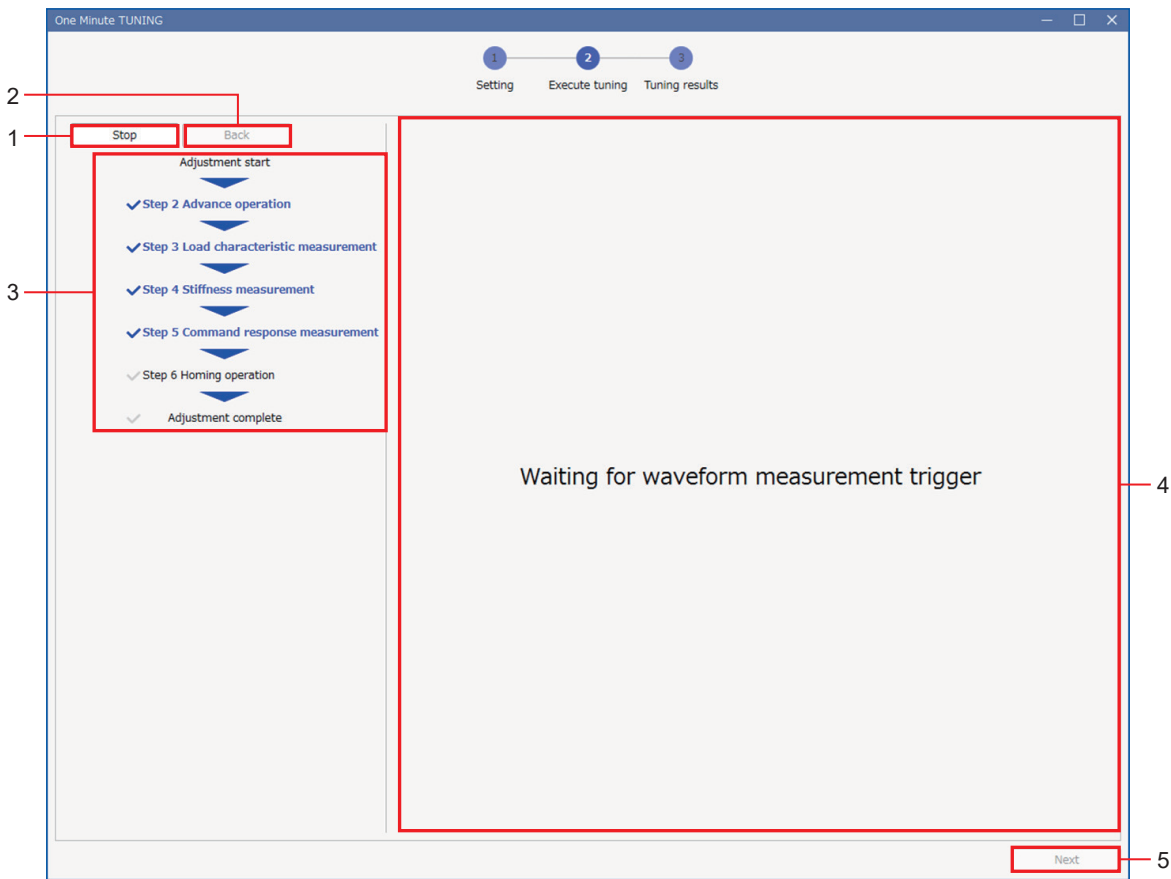 One Minute TUNING
1 2 3
Setting Execute tuning Tuning results
2
1
Stop Back
Adjustment start
Step 2 Advance operation
Step 3 Load characteristic measurement
3
Step 4 Stiffness measurement
Step 5 Command response measurement
Step 6 Homing operation
Adjustment complete
Waiting for waveform measurement trigger
4
Next
5